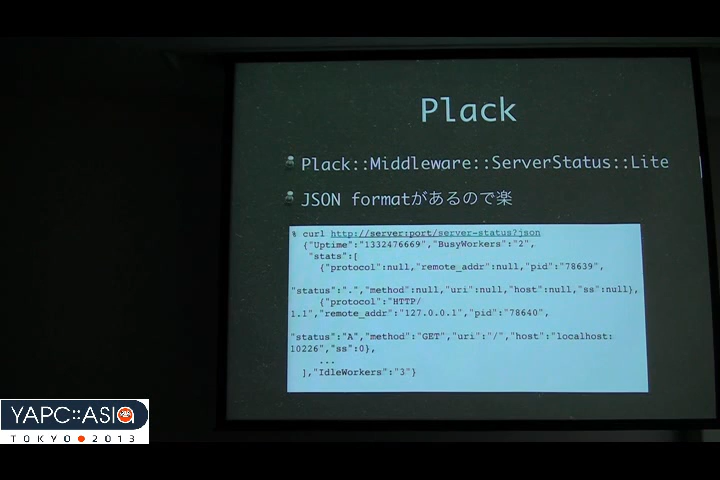 Plack
Plack::Middleware::ServerStatus::Lite
JSON formatがあるので楽
% curl http://server:port/server-status?json
{"Uptime":"1332476669","BusyWorkers":"2",
"stats":[
{"protocol":null,"remote_addr":null,"pid":"78639",
"status":".","method":null,"uri":null,"host":null,"ss":null},
{"protocol":"HTTP/
1.1","remote_addr":"127.0.0.1","pid":"78640",
"status":"A","method":"GET","uri":"/","host":"localhost:
10226","ss":0},
...
],"IdleWorkers":"3"}
YAPC::ASIA
TOKYO 2013